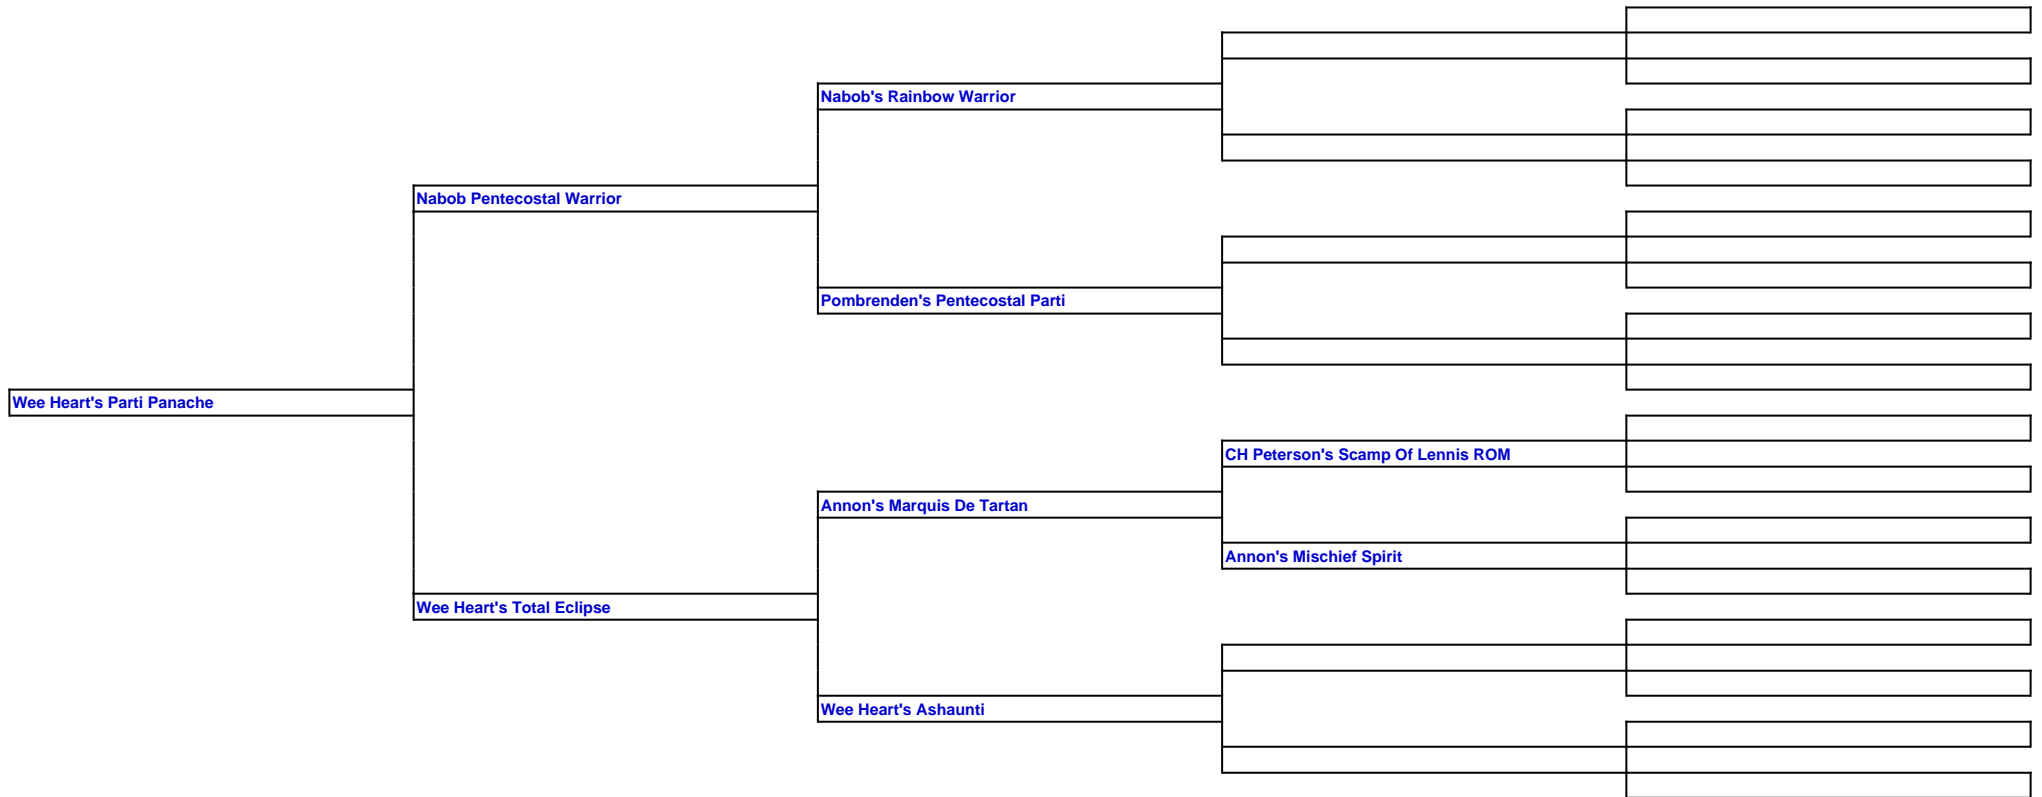 Nabob's Rainbow Warrior
Nabob Pentecostal Warrior
Pombrenden's Pentecostal Parti
Wee Heart's Parti Panache
CH Peterson's Scamp Of Lennis ROM
Annon's Marquis De Tartan
Annon's Mischief Spirit
Wee Heart's Total Eclipse
Wee Heart's Ashaunti